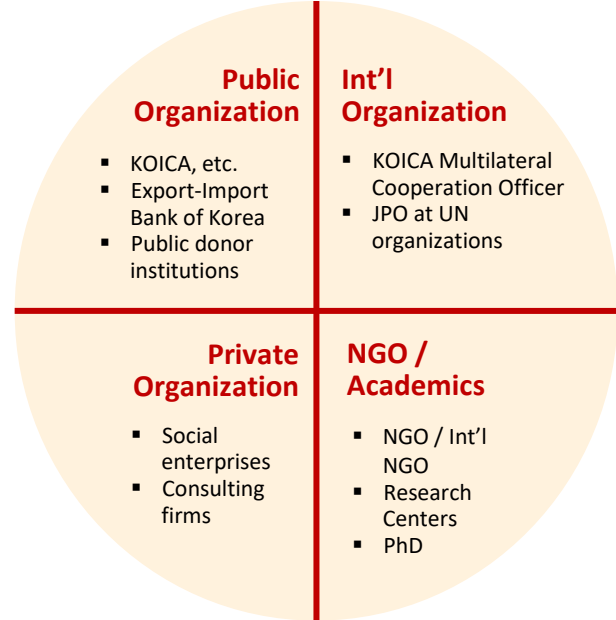 Public
Organization
▪ KOICA, etc.
▪ Export-Import
Bank of Korea
▪ Public donor
institutions
Int'l
Organization
▪ KOICA Multilateral
Cooperation Officer
▪ JPO at UN
organizations
Private
Organization
▪ Social
enterprises
▪ Consulting
firms
NGO /
Academics
▪ NGO / Int'l
NGO
▪ Research
Centers
▪ PhD